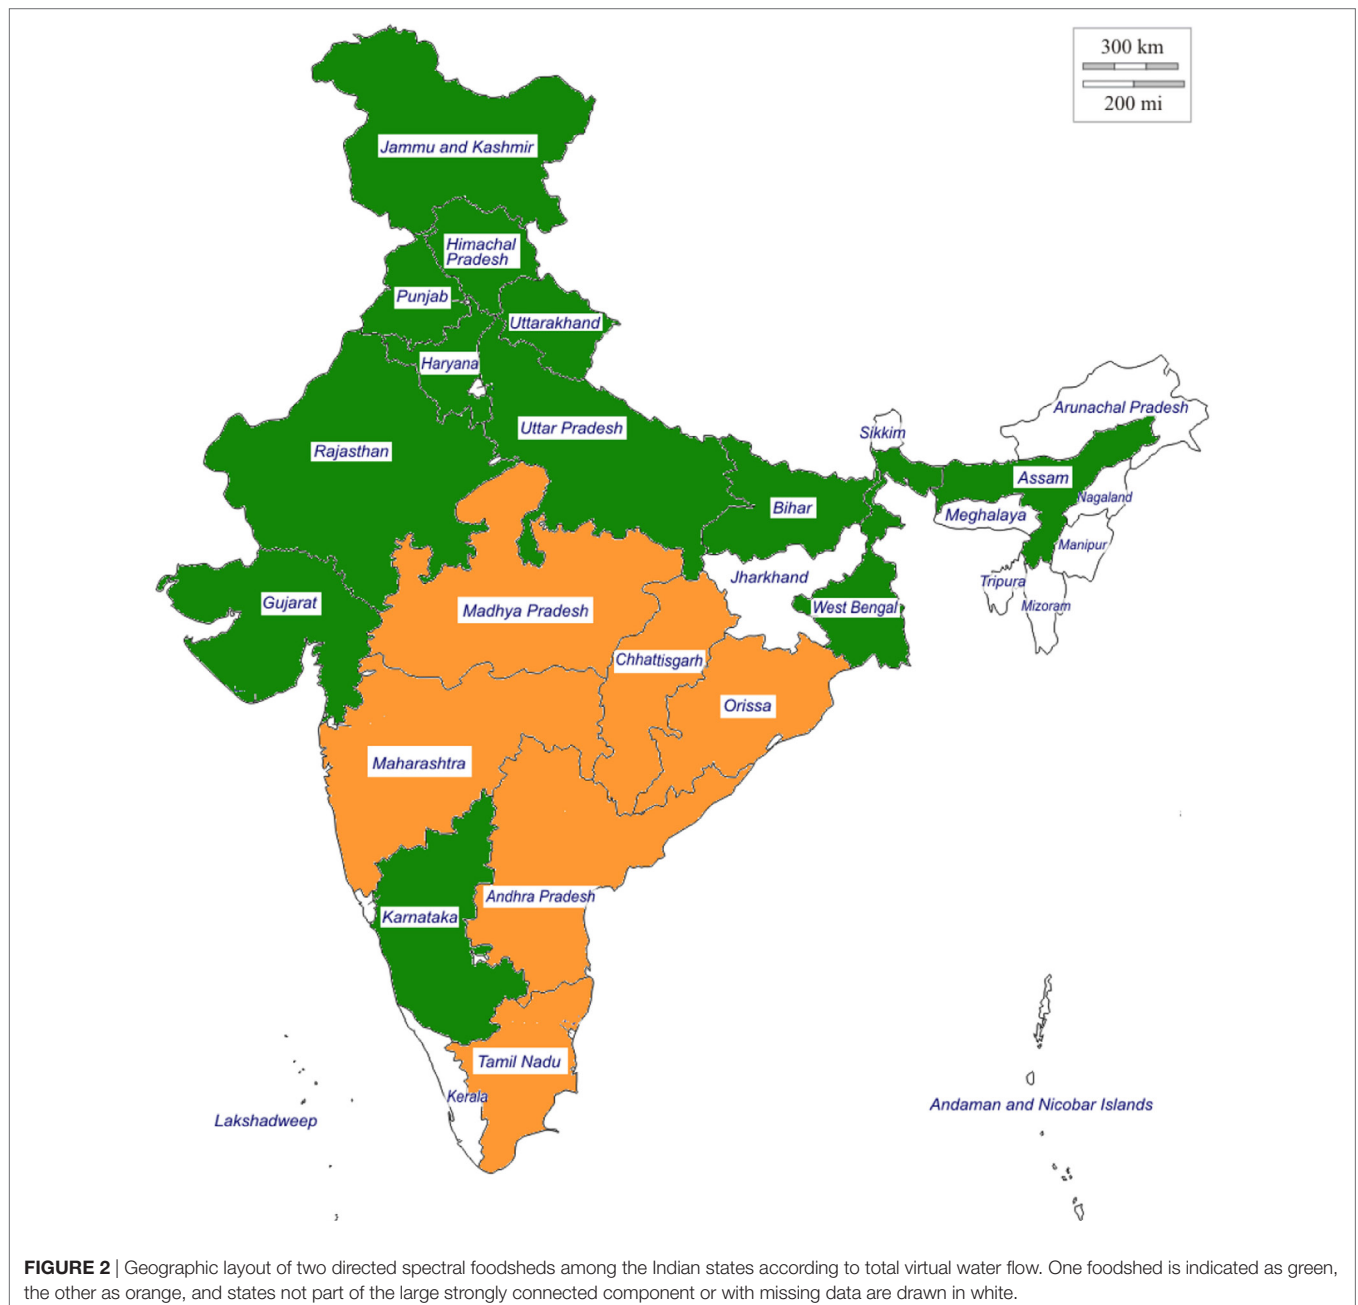 300 km
200 mi
Jammu and Kashmir
Himachal
Pradesh
Punjab
Uttarakhand
Haryana
Arunachal Pradesh
Uttar Pradesh
Sikkim
Rajasthan
Assam
Nagaland
Bihar
Meghalaya
Manipur
Jharkhand
Tripura
Gujarat
Mizoram
West Bengal
Madhya Pradesh
Chhattisgarh
Orissa
Maharashtra
Andhra Pradesh
Karnataka
Tamil Nadu
Kerala
Andaman and Nicobar Islands
Lakshadweep
FIGURE 2 | Geographic layout of two directed spectral foodsheds among the Indian states according to total virtual water flow. One foodshed is indicated as green,
the other as orange, and states not part of the large strongly connected component or with missing data are drawn in white.